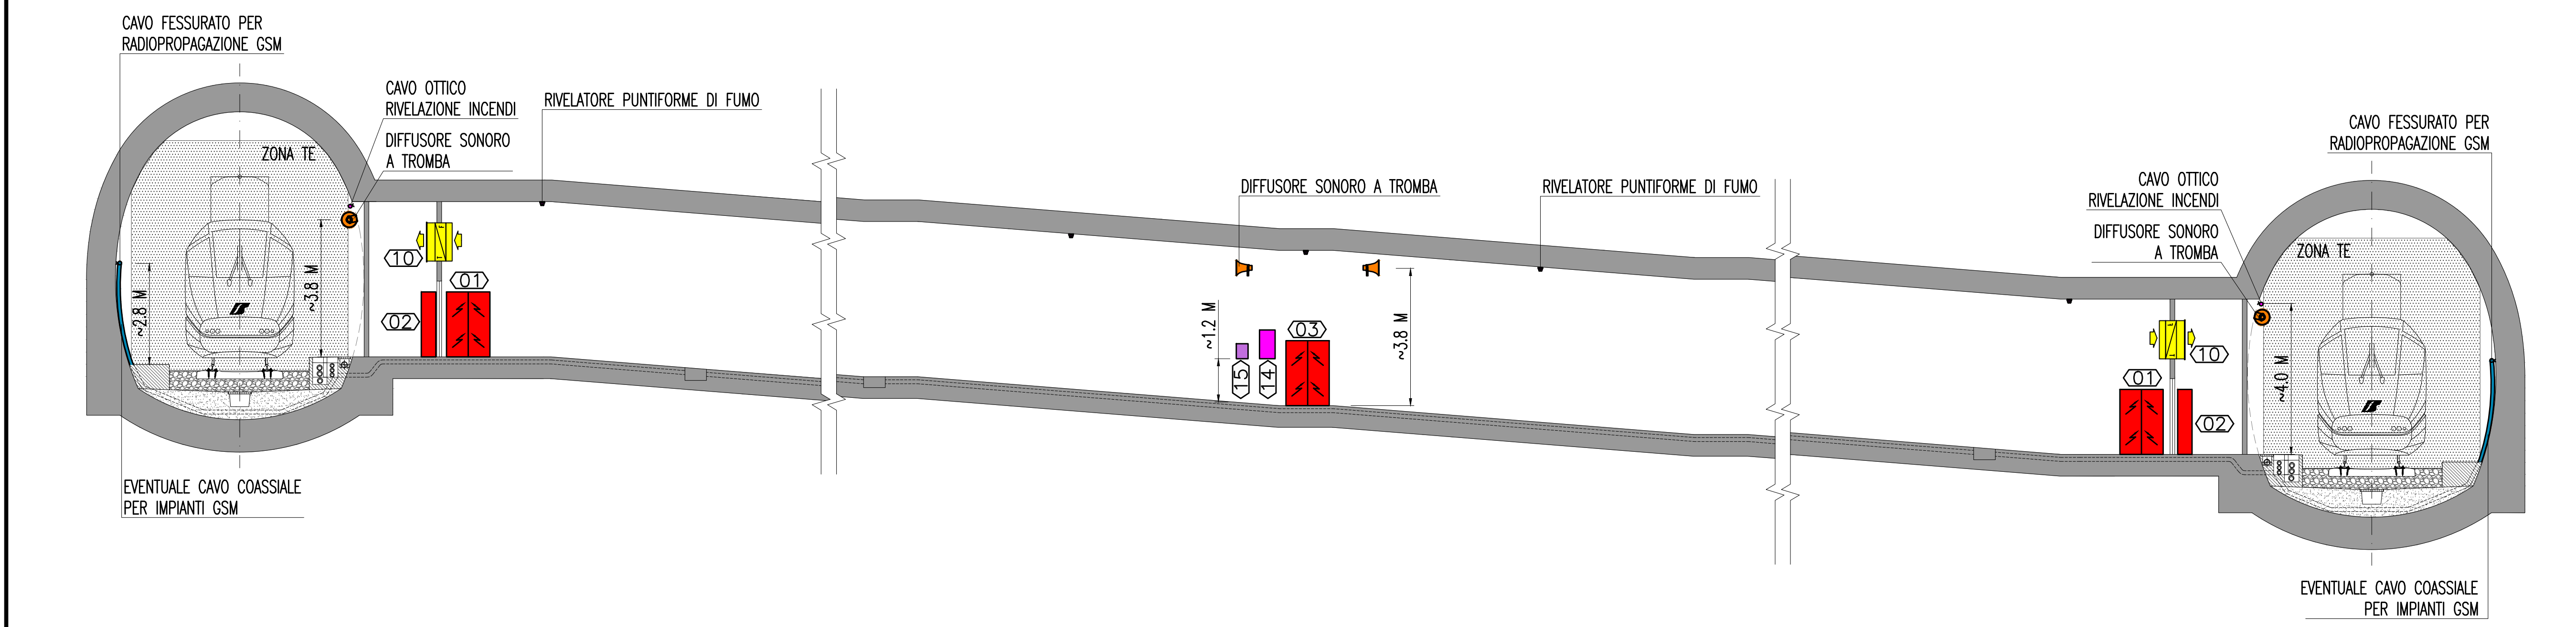 CAVO FESSURATO PER
RADIOPROPAGAZIONE GSM
CAVO OTTICO
RIVELAZIONE INCENDI
DIFFUSORE SONORO
A TROMBA
RIVELATORE PUNTIFORME DI FUMO
ZONA TE
~2.8 M
~3.8 M
10
01
02
EVENTUALE CAVO COASSIALE
PER IMPIANTI GSM
DIFFUSORE SONORO A TROMBA
RIVELATORE PUNTIFORME DI FUMO
~1.2 M
15
14
03
~3.8 M
CAVO FESSURATO PER
RADIOPROPAGAZIONE GSM
CAVO OTTICO
RIVELAZIONE INCENDI
DIFFUSORE SONORO
A TROMBA
ZONA TE
10
01
02
~4.0 M
EVENTUALE CAVO COASSIALE
PER IMPIANTI GSM